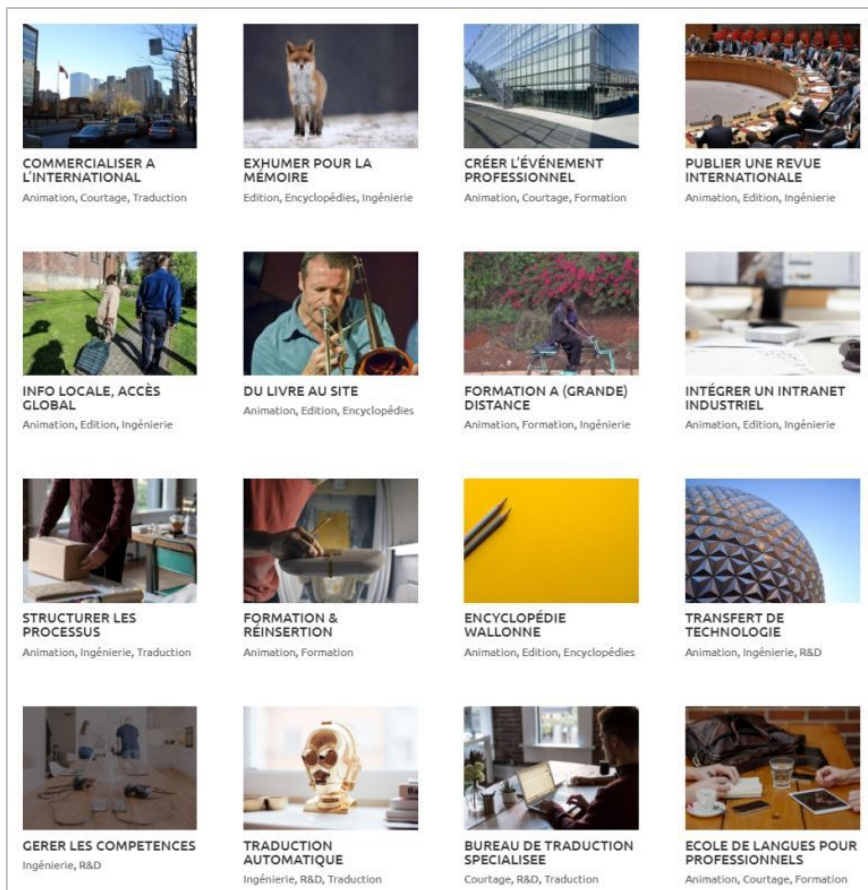 COMMERCIALISER A
L'INTERNATIONAL
Animation, Courtage, Traduction
EXHUMER POUR LA
MÉMOIRE
Edition, Encyclopédies, Ingénierie
CRÉER L'ÉVÉNEMENT
PROFESSIONNEL
Animation, Courtage, Formation
PUBLIER UNE REVUE
INTERNATIONALE
Animation, Edition, Ingénierie
INFO LOCALE, ACCÈS
GLOBAL
Animation, Edition, Ingénierie
DU LIVRE AU SITE
Animation, Edition, Encyclopédies
FORMATION A (GRANDE)
DISTANCE
Animation, Formation, Ingénierie
INTÉGRER UN INTRANET
INDUSTRIEL
Animation, Edition, Ingénierie
STRUCTURER LES
PROCESSUS
Animation, Ingénierie, Traduction
FORMATION &
RÉINSERTION
Animation, Formation
ENCYCLOPÉDIE
WALLONNE
Animation, Edition, Encyclopédies
TRANSFERT DE
TECHNOLOGIE
Animation, Ingénierie, R&D
GERER LES COMPETENCES
Ingénierie, R&D
TRADUCTION
AUTOMATIQUE
Ingénierie, R&D, Traduction
BUREAU DE TRADUCTION
SPECIALISEE
Courtage, R&D, Traduction
ECOLE DE LANGUES POUR
PROFESSIONNELS
Animation, Courtage, Formation